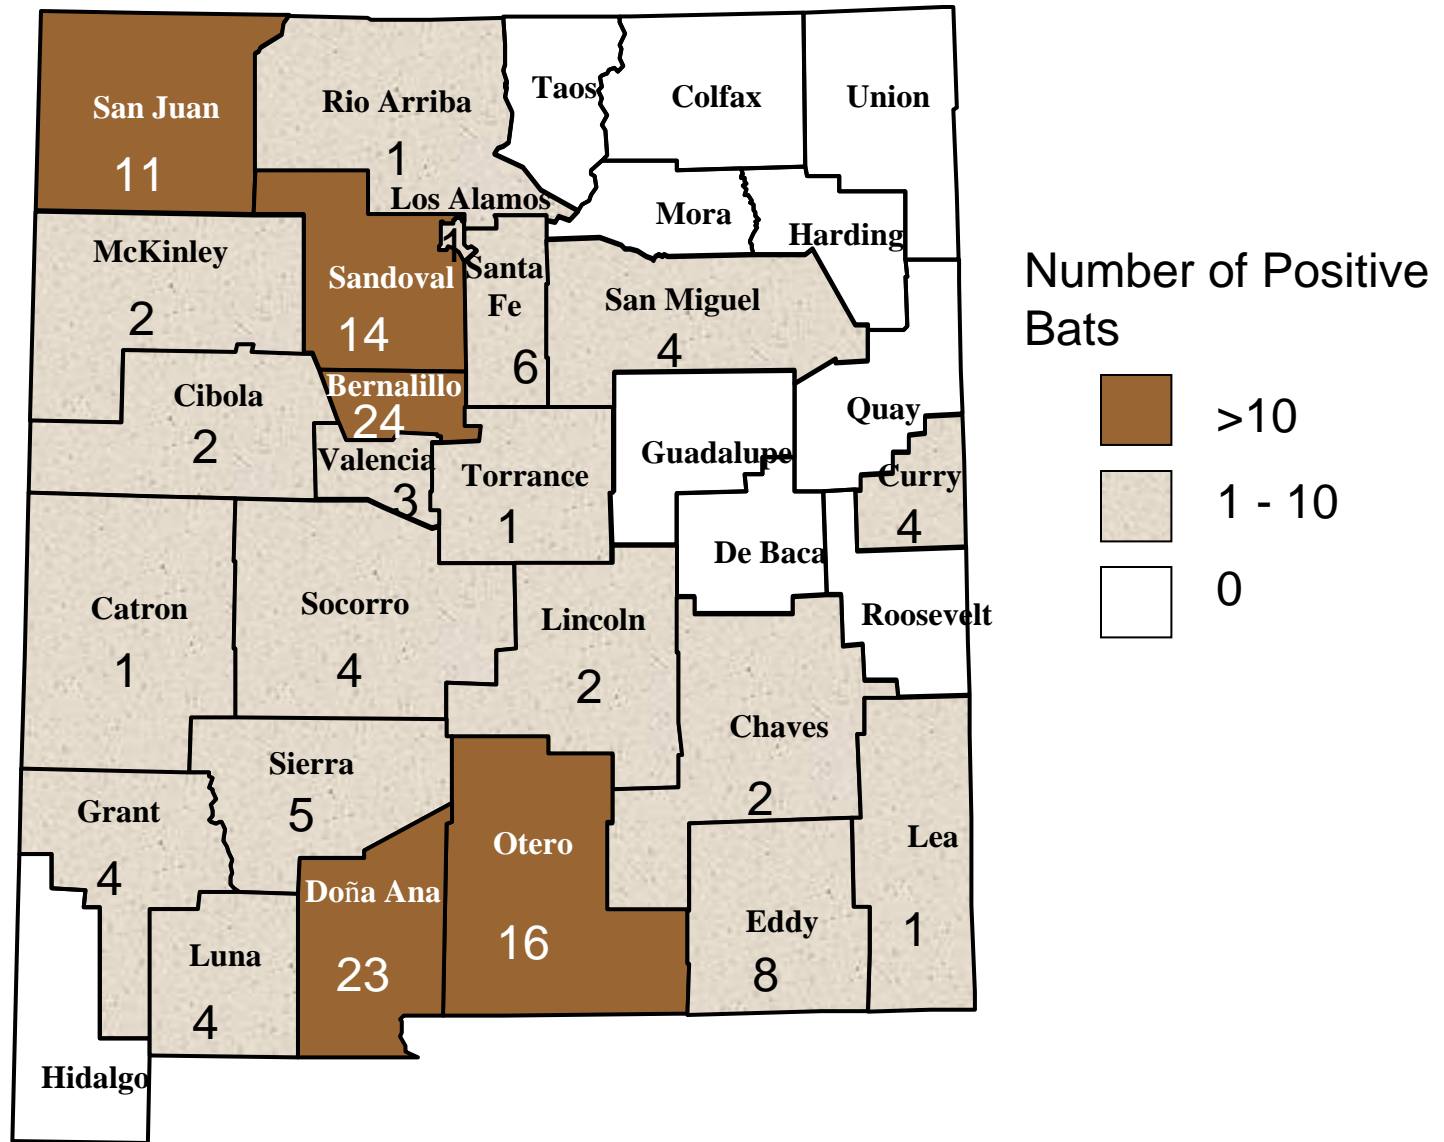 San Juan
11
Rio Arriba
1
Taos
Colfax
Union
Los Alamos
1
Mora
Harding
McKinley
2
Sandoval
14
Santa
Fe
6
San Miguel
4
Number of Positive
Bats
>10
1 - 10
0
Cibola
2
Bernalillo
24
Valencia
3
Torrance
1
Guadalupe
Quay
Curry
4
De Baca
Roosevelt
Catron
1
Socorro
4
Lincoln
2
Chaves
2
Sierra
5
Grant
4
Otero
16
Lea
1
Doña Ana
23
Eddy
8
Luna
4
Hidalgo